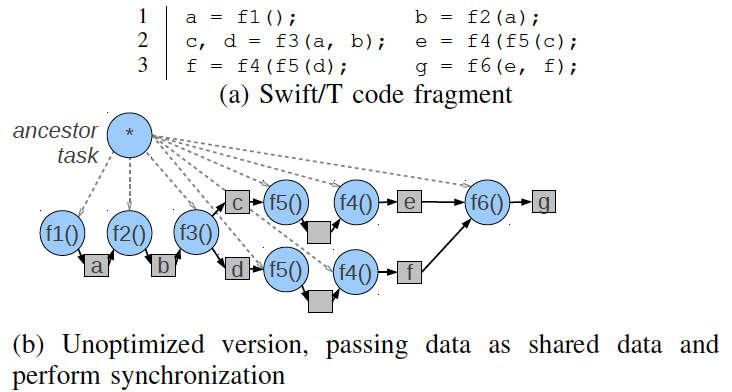 1 a = f1(); b = f2(a);
2 c, d = f3(a, b); e = f4(f5(c);
3 f = f4(f5(d); g = f6(e, f);
(a) Swift/T code fragment
ancestor
task
*
c f5() f4() e f6() g
f1() f2() f3()
a b d f5() f4() f
(b) Unoptimized version, passing data as shared data and
perform synchronization